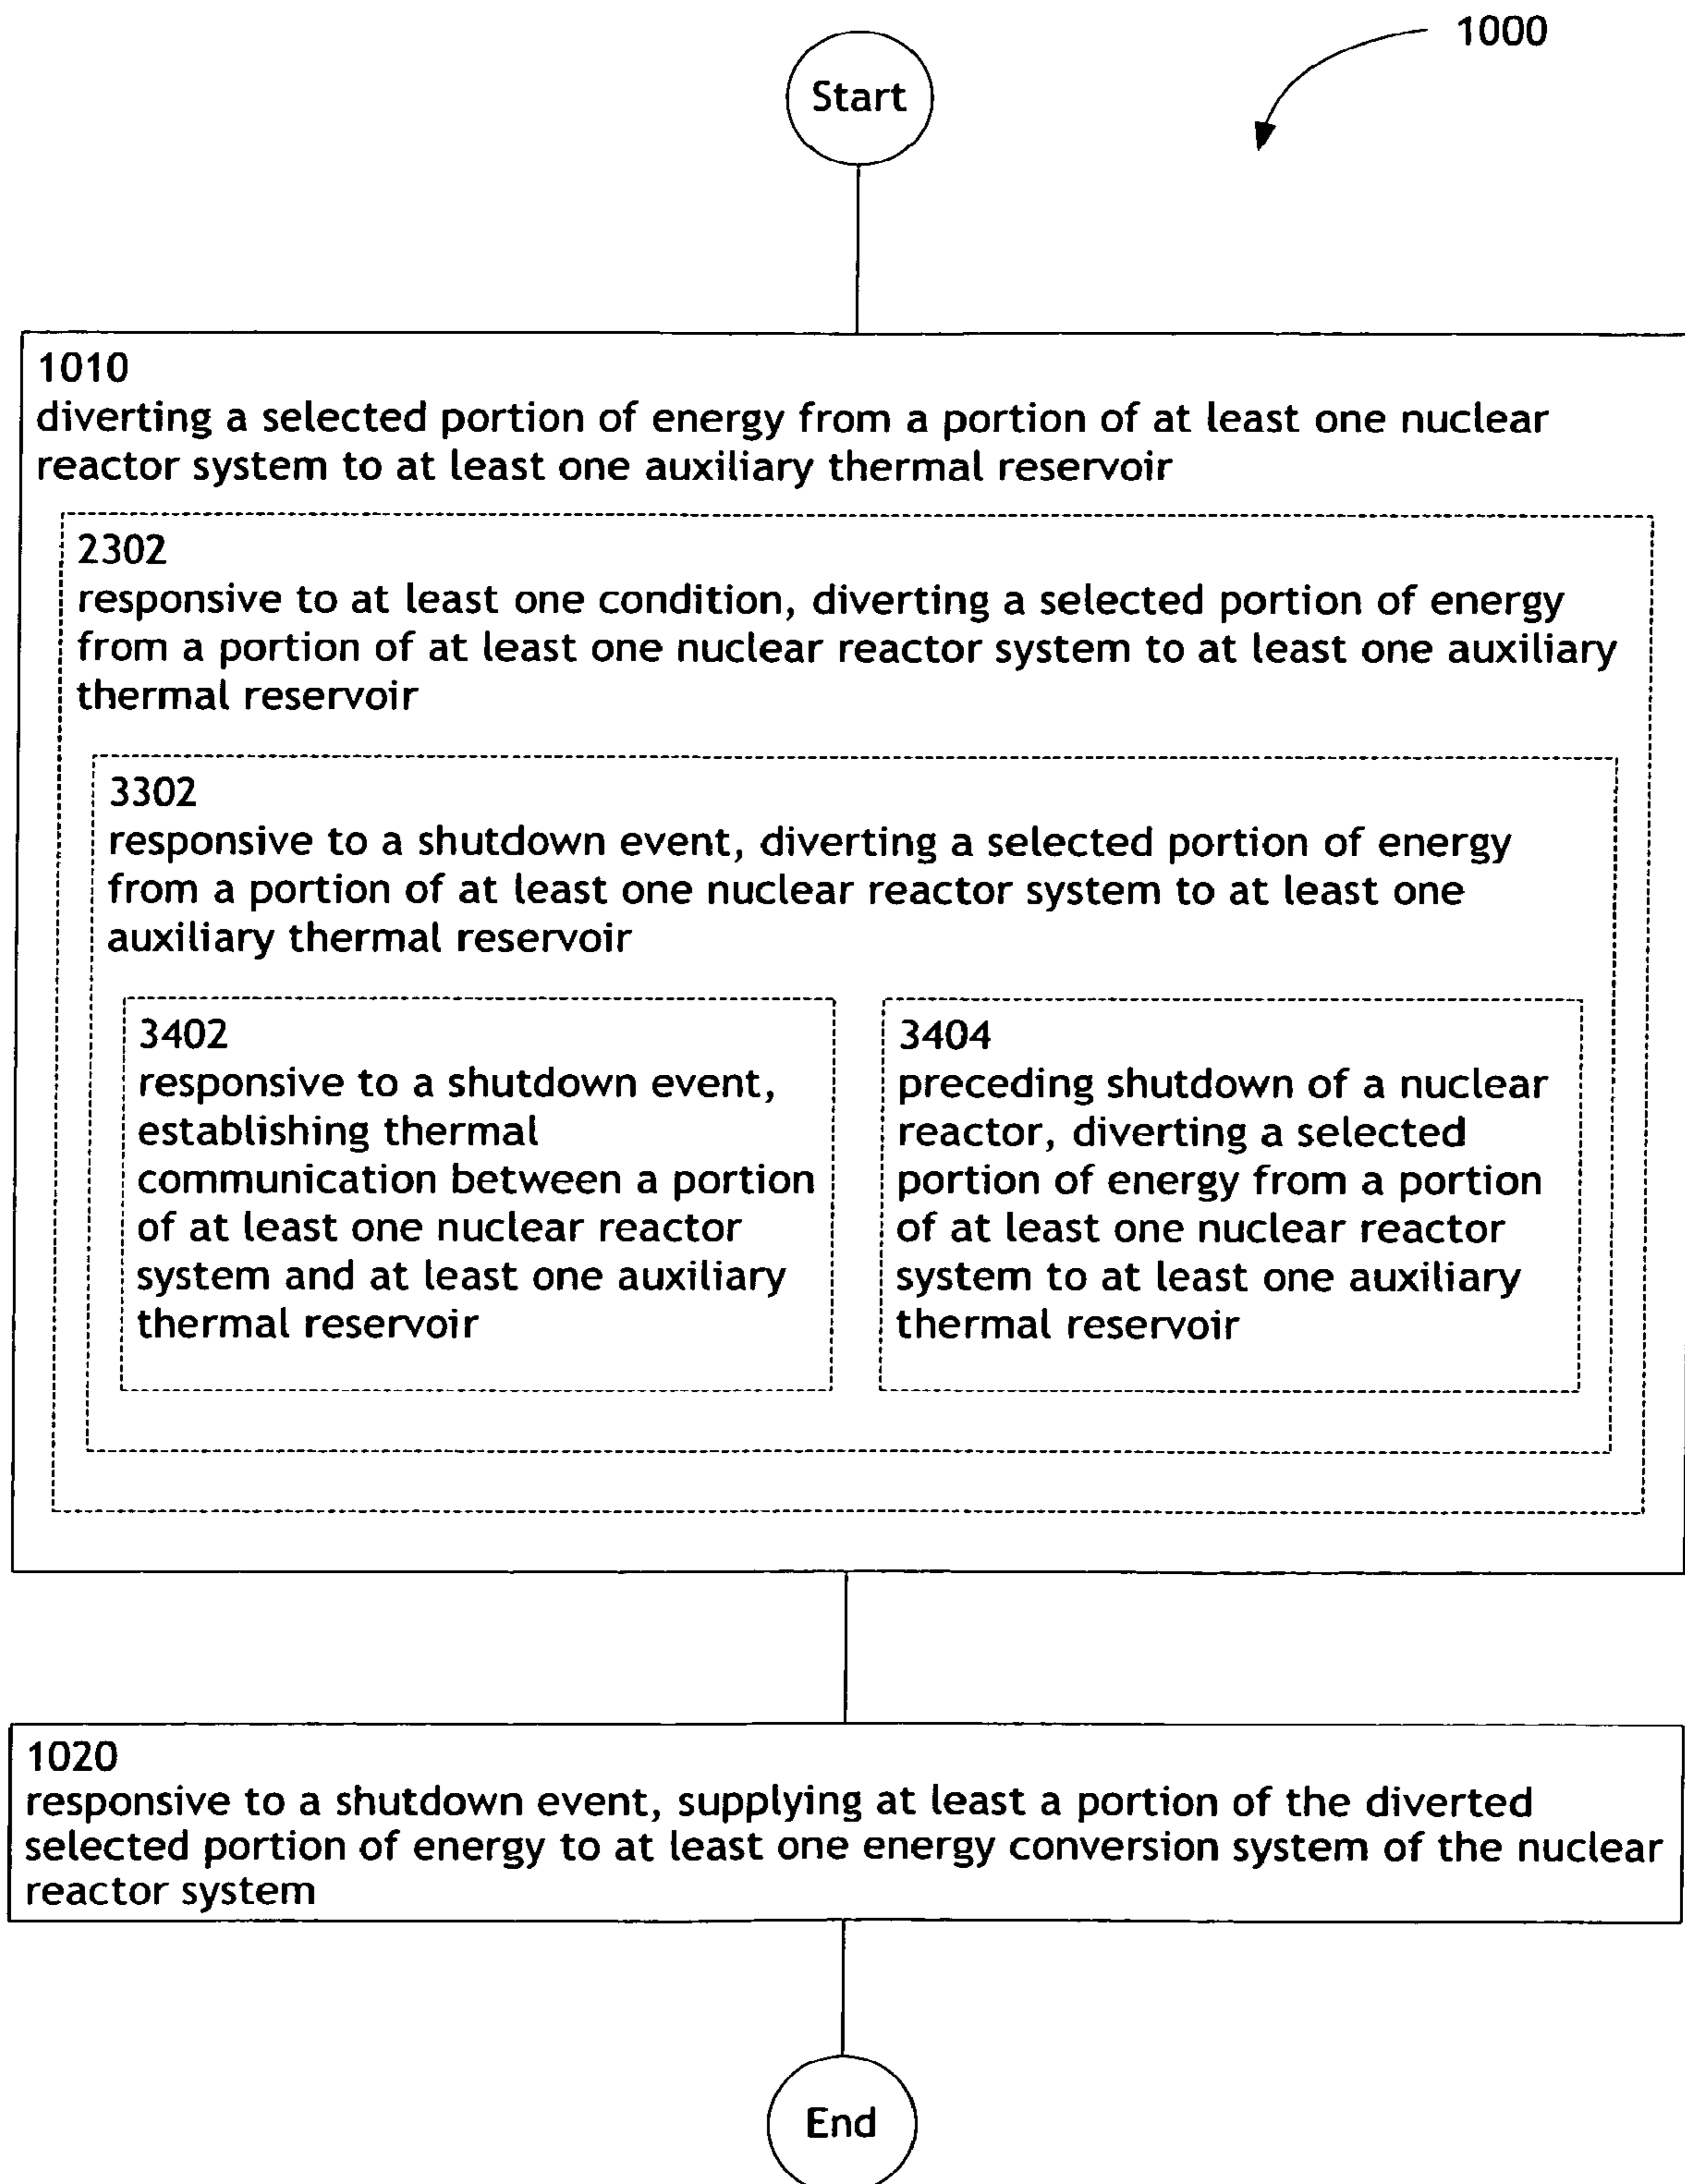 1000
Start
1010
diverting a selected portion of energy from a portion of at least one nuclear
reactor system to at least one auxiliary thermal reservoir
2302
responsive to at least one condition, diverting a selected portion of energy
from a portion of at least one nuclear reactor system to at least one auxiliary
thermal reservoir
3302
responsive to a shutdown event, diverting a selected portion of energy
from a portion of at least one nuclear reactor system to at least one
auxiliary thermal reservoir
3402
responsive to a shutdown event,
establishing thermal
communication between a portion
of at least one nuclear reactor
system and at least one auxiliary
thermal reservoir
3404
preceding shutdown of a nuclear
reactor, diverting a selected
portion of energy from a portion
of at least one nuclear reactor
system to at least one auxiliary
thermal reservoir
1020
responsive to a shutdown event, supplying at least a portion of the diverted
selected portion of energy to at least one energy conversion system of the nuclear
reactor system
End